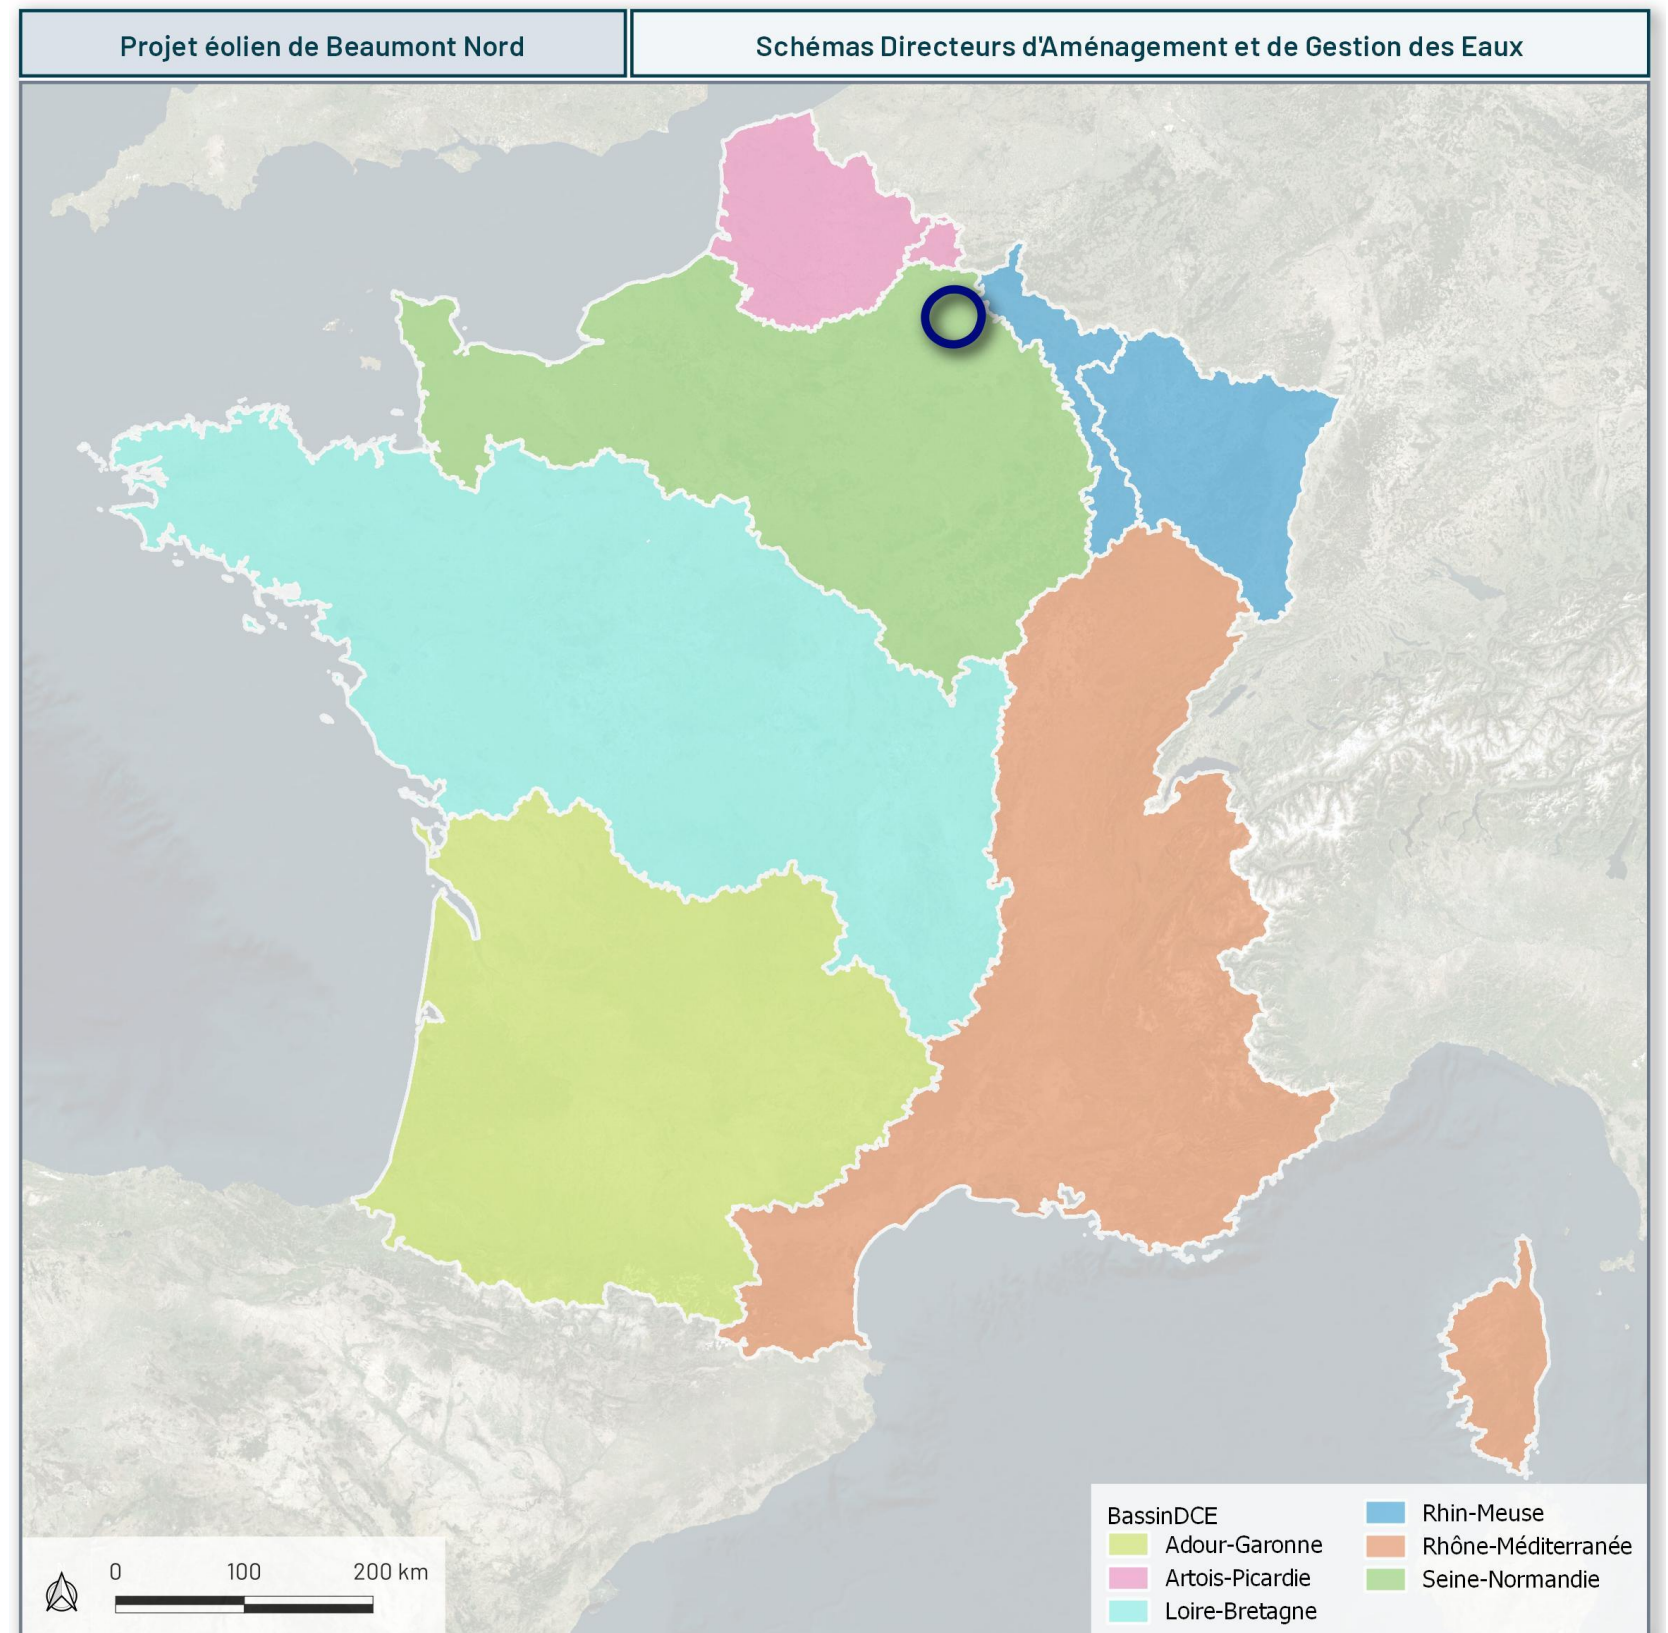 Projet éolien de Beaumont Nord
Schémas Directeurs d'Aménagement et de Gestion des Eaux
0 100 200 km
BassinDCE
Adour-Garonne
Artois-Picardie
Loire-Bretagne
Rhin-Meuse
Rhône-Méditerranée
Seine-Normandie